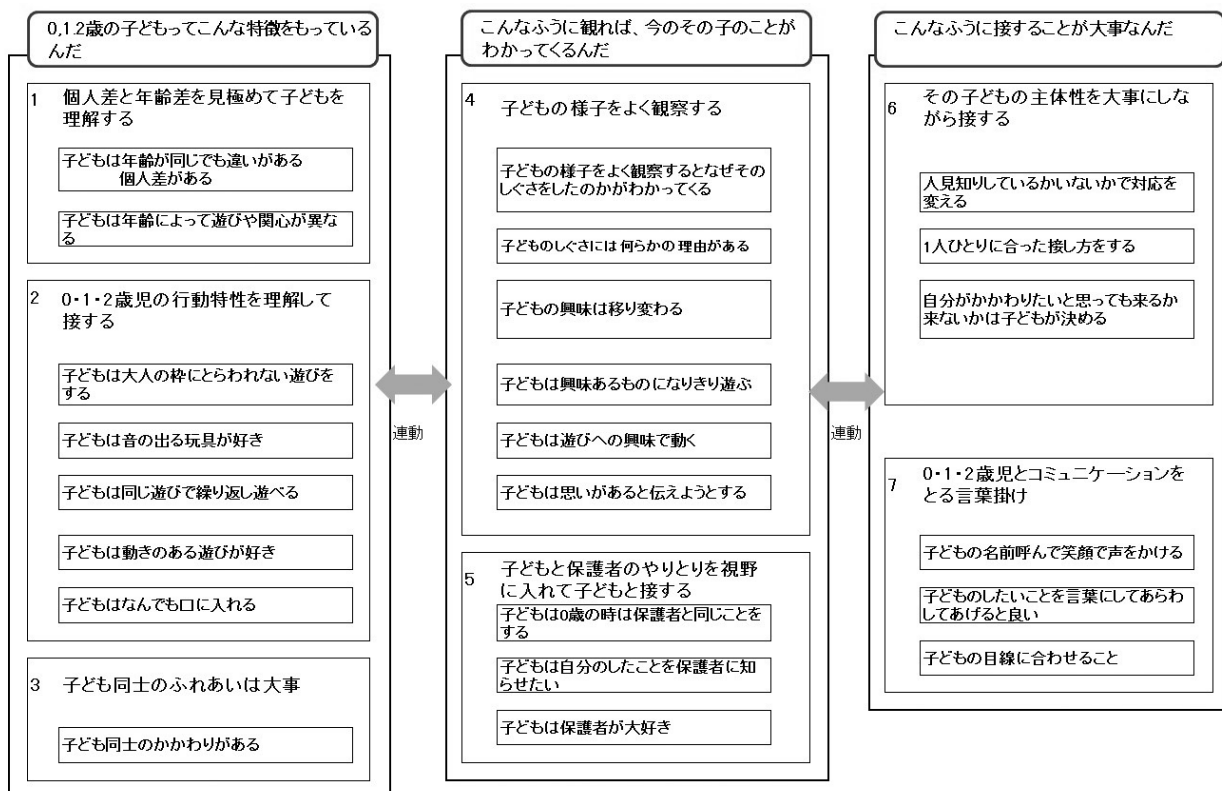 0,1.2歳の子どもってこんな特徴をもっている
んだ
1 個人差と年齢差を見極めて子どもを
理解する
子どもは年齢が同じでも違いがある
個人差がある
子どもは年齢によって遊びや関心が異な
る
2 0・1・2歳児の行動特性を理解して
接する
子どもは大人の枠にとらわれない遊びを
する
子どもは音の出る玩具が好き
子どもは同じ遊びで繰り返し遊べる
子どもは動きのある遊びが好き
子どもはなんでも口に入れる
3 子ども同士のふれあいは大事
子ども同士のかかわりがある
連動
こんなふうに観れば、今のその子のことが
わかってくるんだ
4 子どもの様子をよく観察する
子どもの様子をよく観察するとなぜその
しぐさをしたのかがわかってくる
子どものしぐさには何らかの理由がある
子どもの興味は移り変わる
子どもは興味あるものになりきり遊ぶ
子どもは遊びへの興味で動く
子どもは思いがあると伝えようとする
5 子どもと保護者のやりとりを視野
に入れて子どもと接する
子どもは0歳の時は保護者と同じことを
する
子どもは自分のしたことを保護者に知
らせたい
子どもは保護者が大好き
連動
こんなふうに接することが大事なんだ
6 その子どもの主体性を大事にしな
がら接する
人見知りしているかいないかで対応を
変える
1人ひとりに合った接し方をする
自分がかかわりたいと思っても来るか
来ないかは子どもが決める
7 0・1・2歳児とコミュニケーションを
とる言葉掛け
子どもの名前呼んで笑顔で声をかける
子どものしたいことを言葉にしてあらわ
してあげると良い
子どもの目線に合わせること